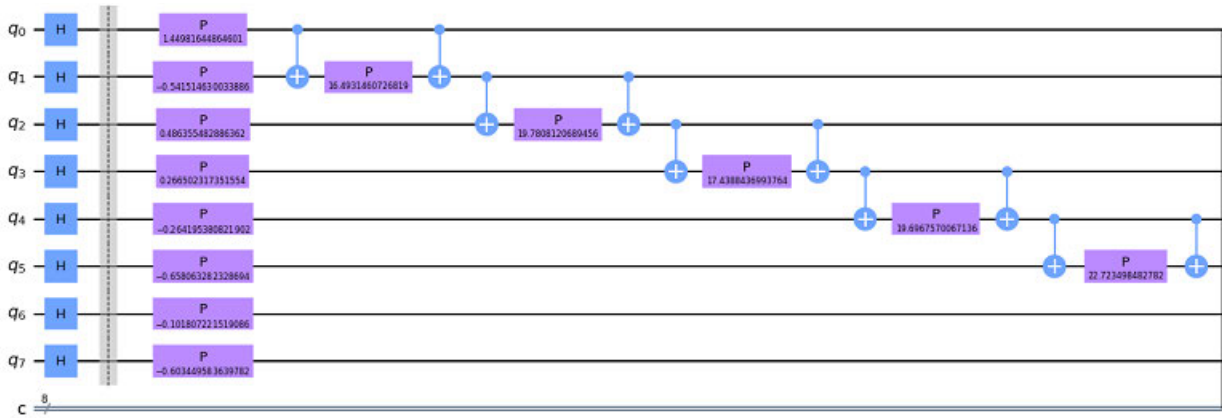 q0 H P 1.44981644864601
q1 H P −0.541514630033886 P 16.4931460726819
q2 H P 0.486355482886362 P 19.7808120689456
q3 H P 0.266502317351554 P 17.4388436993764
q4 H P −0.264195380821902 P 19.6967570067136
q5 H P −0.658063282328694 P 22.723498482782
q6 H P −0.101807221519086
q7 H P −0.603449583639782
c 8